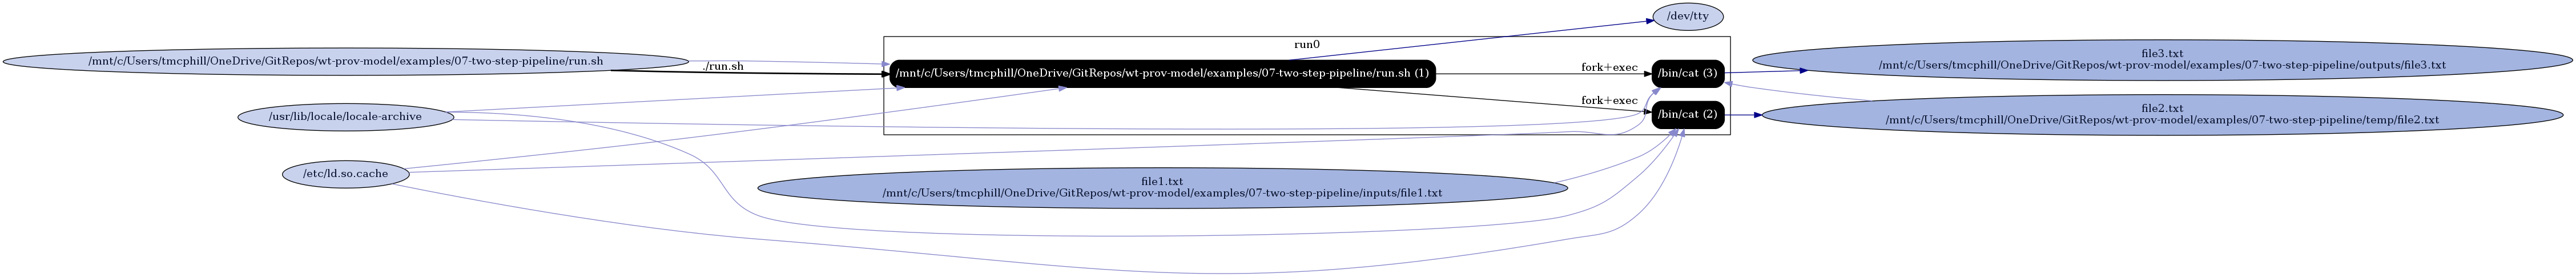 /dev/tty
run0
/mnt/c/Users/tmcphill/OneDrive/GitRepos/wt-prov-model/examples/07-two-step-pipeline/run.sh
./run.sh
/mnt/c/Users/tmcphill/OneDrive/GitRepos/wt-prov-model/examples/07-two-step-pipeline/run.sh (1)
fork+exec
/bin/cat (3)
file3.txt
/mnt/c/Users/tmcphill/OneDrive/GitRepos/wt-prov-model/examples/07-two-step-pipeline/outputs/file3.txt
/usr/lib/locale/locale-archive
fork+exec
/bin/cat (2)
file2.txt
/mnt/c/Users/tmcphill/OneDrive/GitRepos/wt-prov-model/examples/07-two-step-pipeline/temp/file2.txt
/etc/ld.so.cache
file1.txt
/mnt/c/Users/tmcphill/OneDrive/GitRepos/wt-prov-model/examples/07-two-step-pipeline/inputs/file1.txt